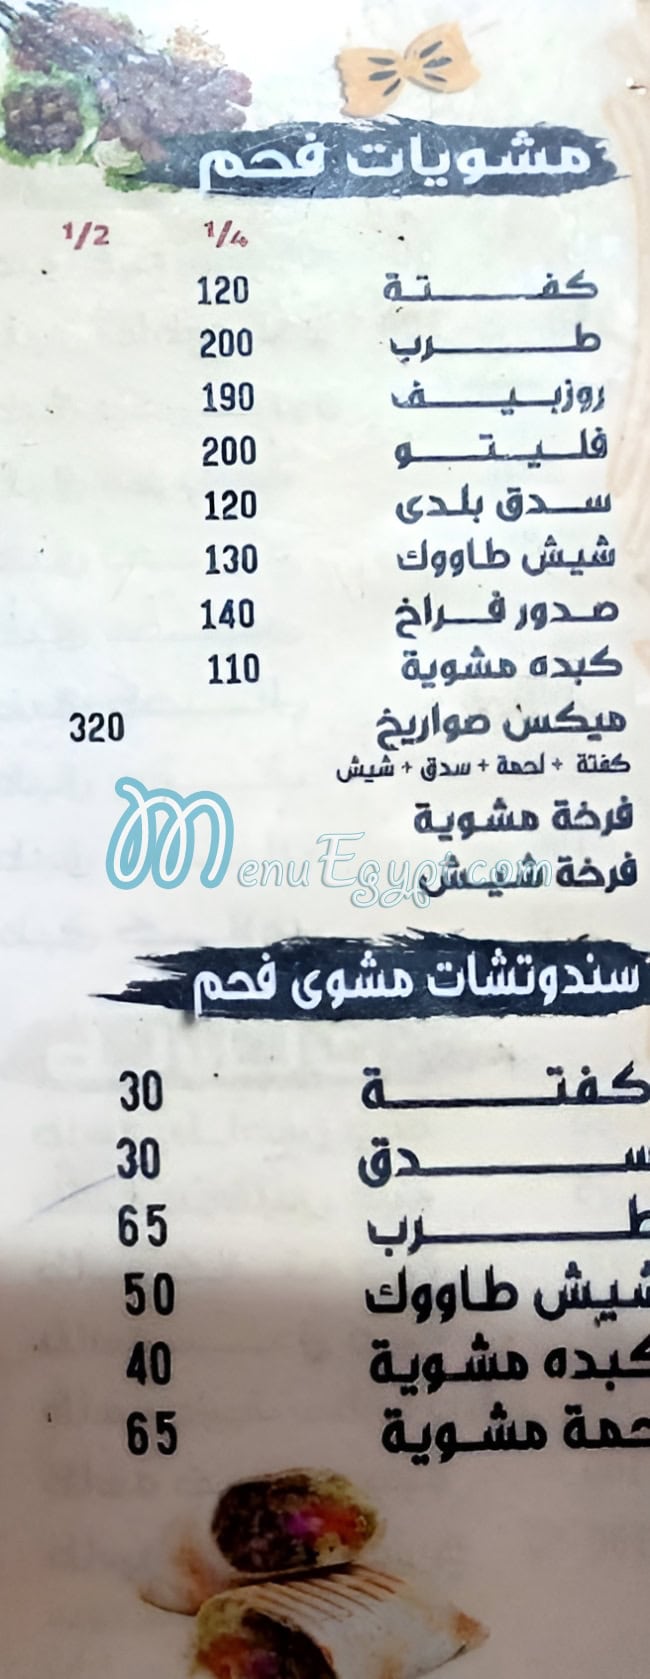 مشويات فحم
1/4 1/2
كفتة 120
طرب 200
روزبيف 190
فليتو 200
سدق بلدى 120
شيش طاووك 130
صدور فراخ 140
كبده مشوية 110
ميكس صواريخ 320
كفتة + لحمة + سدق + شيش
فرخة مشوية
MenuEgypt.com
فرخة شيش
سندوتشات مشوى فحم
كفتة 30
سدق 30
طرب 65
شيش طاووك 50
كبده مشوية 40
حمة مشوية 65